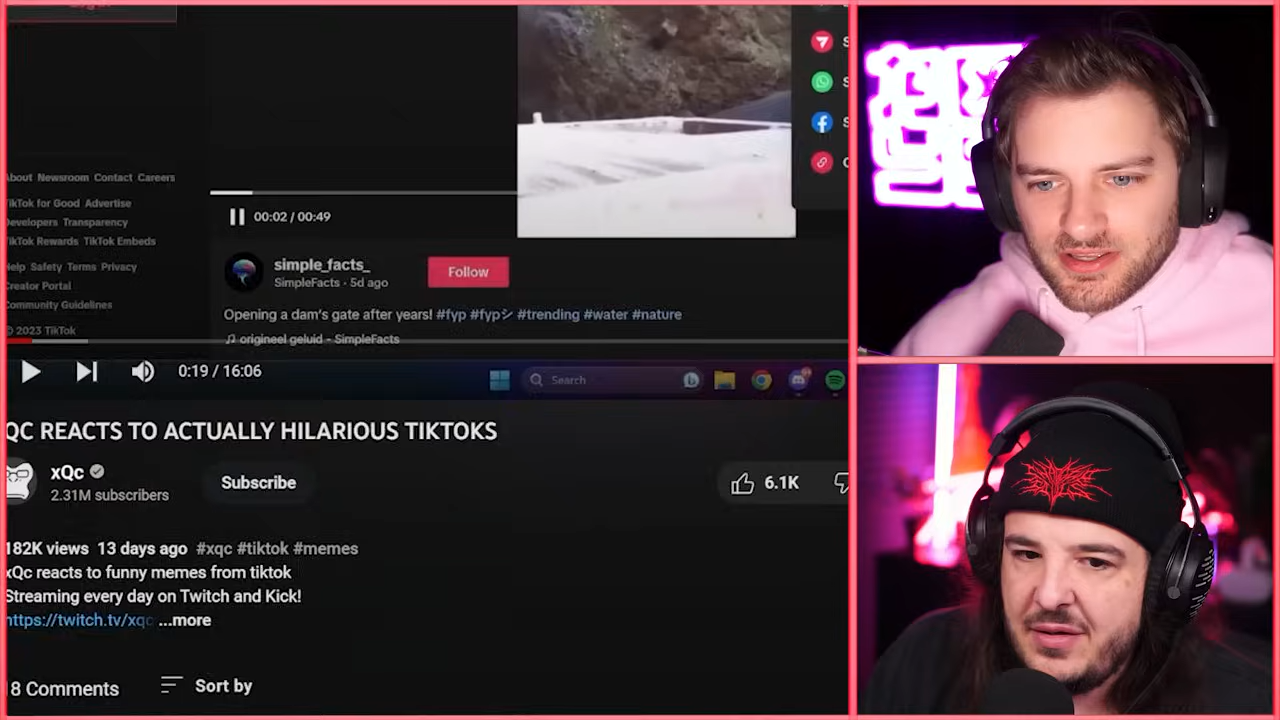 About Newsroom Contact Careers
TikTok for Good Advertise
Developers Transparency
TikTok Rewards TikTok Embeds
Help Safety Terms Privacy
Creator Portal
Community Guidelines
© 2023 TikTok
00:02 / 00:49
simple_facts_
SimpleFacts · 5d ago
Follow
Opening a dam's gate after years! #fyp #fypシ #trending #water #nature
♫ origineel geluid - SimpleFacts
0:19 / 16:06
Search
QC REACTS TO ACTUALLY HILARIOUS TIKTOKS
xQc
2.31M subscribers
Subscribe
6.1K
182K views 13 days ago #xqc #tiktok #memes
xQc reacts to funny memes from tiktok
Streaming every day on Twitch and Kick!
https://twitch.tv/xqc ...more
8 Comments
Sort by